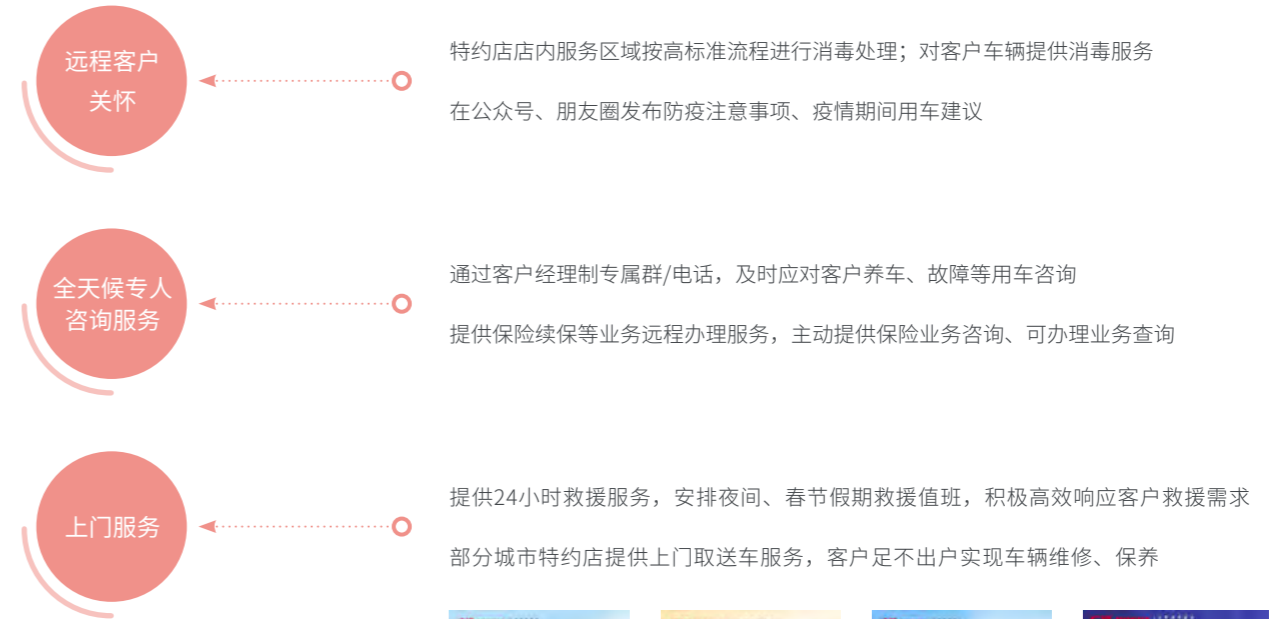 远程客户
关怀
特约店店内服务区域按高标准流程进行消毒处理；对客户车辆提供消毒服务
在公众号、朋友圈发布防疫注意事项、疫情期间用车建议
全天候专人
咨询服务
通过客户经理制专属群/电话，及时应对客户养车、故障等用车咨询
提供保险续保等业务远程办理服务，主动提供保险业务咨询、可办理业务查询
上门服务
提供24小时救援服务，安排夜间、春节假期救援值班，积极高效响应客户救援需求
部分城市特约店提供上门取送车服务，客户足不出户实现车辆维修、保养